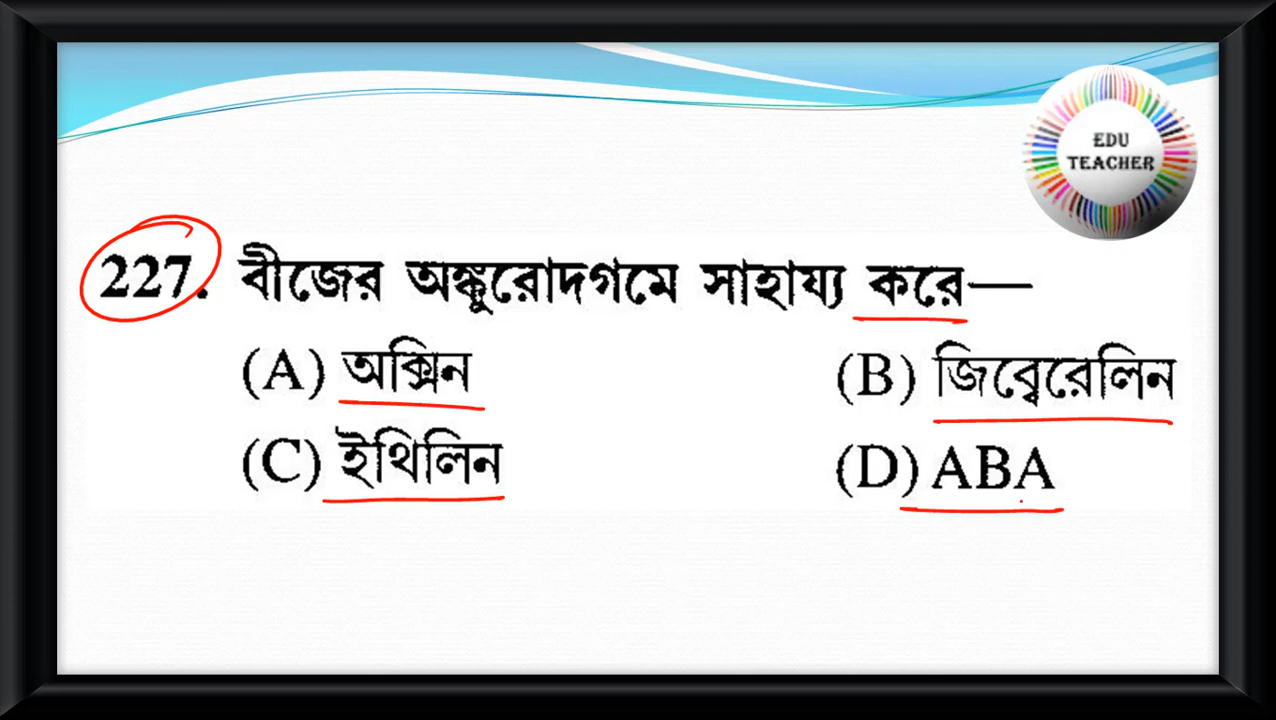 EDU
TEACHER
227. বীজের অঙ্কুরোদগমে সাহায্য করে—
(A) অক্সিন (B) জিব্বেরেলিন
(C) ইথিলিন (D) ABA